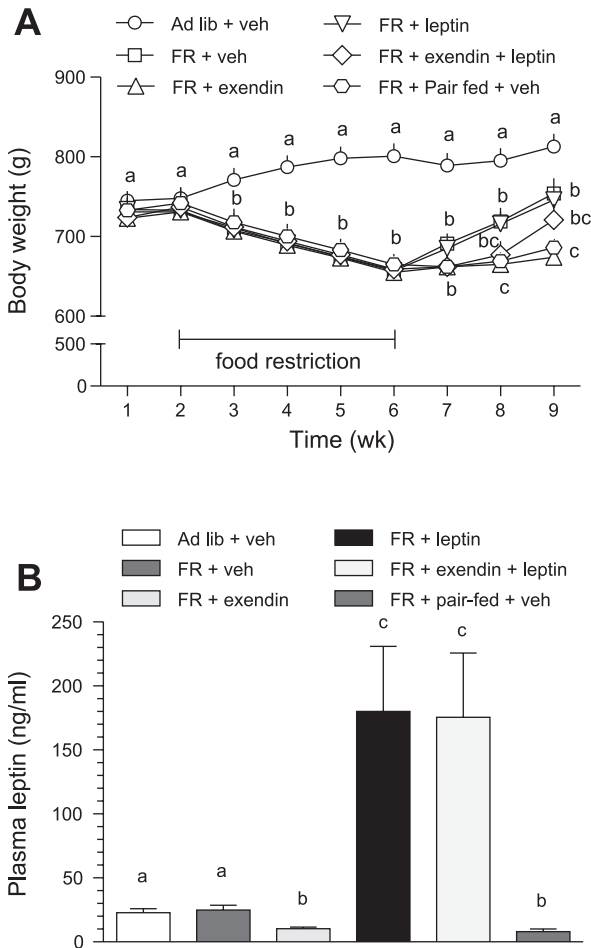 A
Ad lib + veh FR + leptin
FR + veh FR + exendin + leptin
FR + exendin FR + Pair fed + veh
900
800
700
600
500
0
Body weight (g)
a a a a a a a a a
b b b b b b b
bc bc
b c c
food restriction
1 2 3 4 5 6 7 8 9
Time (wk)
B
Ad lib + veh FR + leptin
FR + veh FR + exendin + leptin
FR + exendin FR + pair-fed + veh
250
200
150
100
50
0
Plasma leptin (ng/ml)
a a b c c b